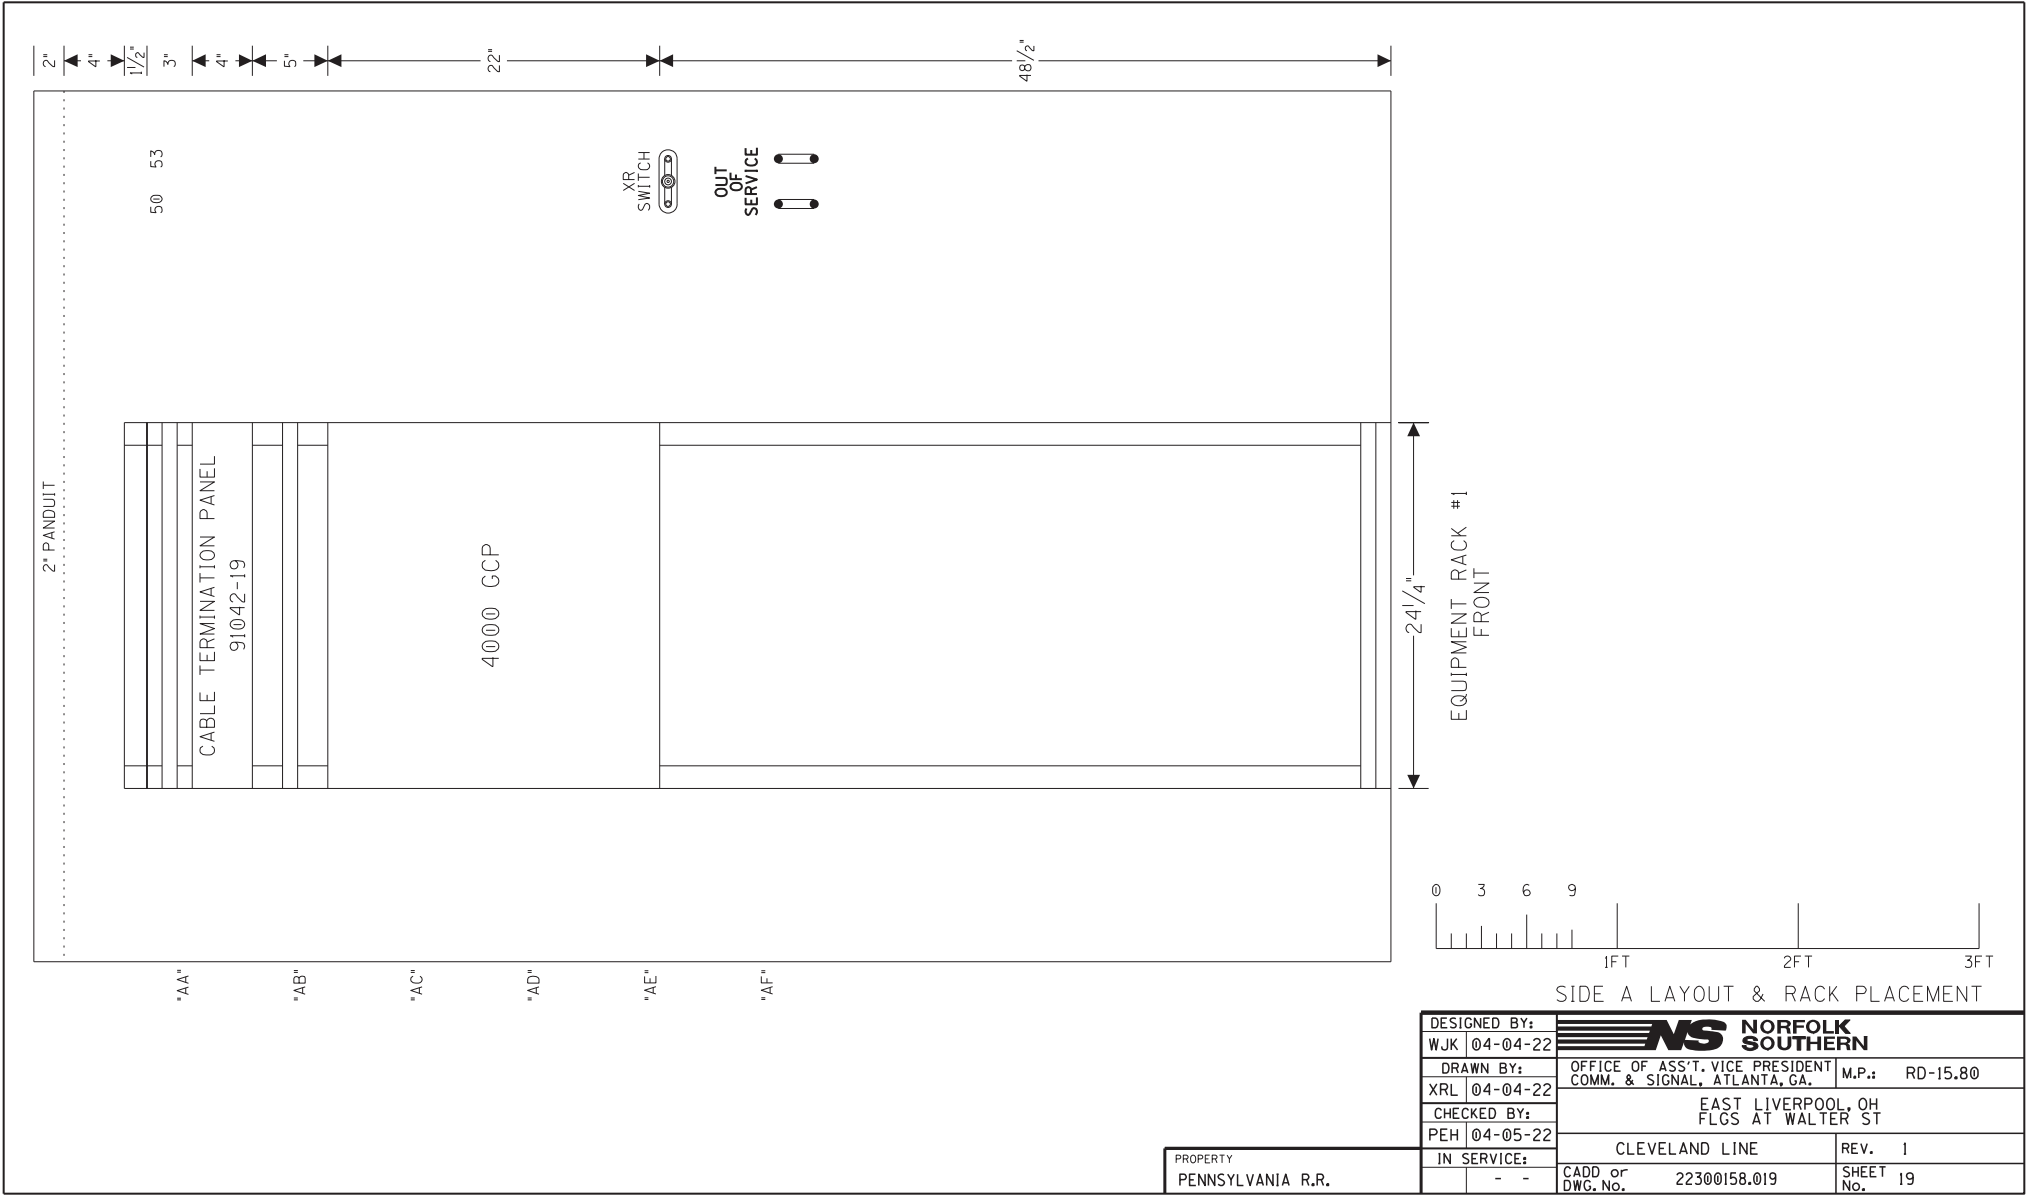 2"
4"
1 1/2"
3"
4"
5"
22"
48 1/2"
50 53
XR
SWITCH
OUT
OF
SERVICE
2" PANDUIT
CABLE TERMINATION PANEL
91042-19
4000 GCP
24 1/4"
EQUIPMENT RACK #1
FRONT
"AA"
"AB"
"AC"
"AD"
"AE"
"AF"
0 3 6 9
1FT 2FT 3FT
SIDE A LAYOUT & RACK PLACEMENT
DESIGNED BY:
WJK 04-04-22
DRAWN BY:
XRL 04-04-22
CHECKED BY:
PEH 04-05-22
IN SERVICE:
- -
NS NORFOLK
SOUTHERN
OFFICE OF ASS'T. VICE PRESIDENT
COMM. & SIGNAL, ATLANTA, GA.
M.P.: RD-15.80
EAST LIVERPOOL, OH
FLGS AT WALTER ST
CLEVELAND LINE
REV. 1
CADD or
DWG. No. 22300158.019
SHEET
No. 19
PROPERTY
PENNSYLVANIA R.R.